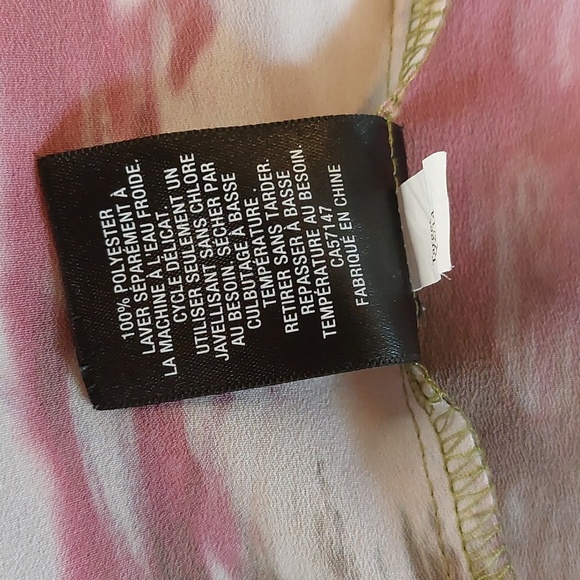 100% POLYESTER
LAVER SÉPARÉMENT À
LA MACHINE À L'EAU FROIDE.
CYCLE DÉLICAT.
UTILISER SEULEMENT UN
JAVELLISANT SANS CHLORE
AU BESOIN. SÉCHER PAR
CULBUTAGE À BASSE
TEMPÉRATURE
RETIRER SANS TARDER.
REPASSER À BASSE
TEMPÉRATURE AU BESOIN.
CA57147
FABRIQUÉ EN CHINE